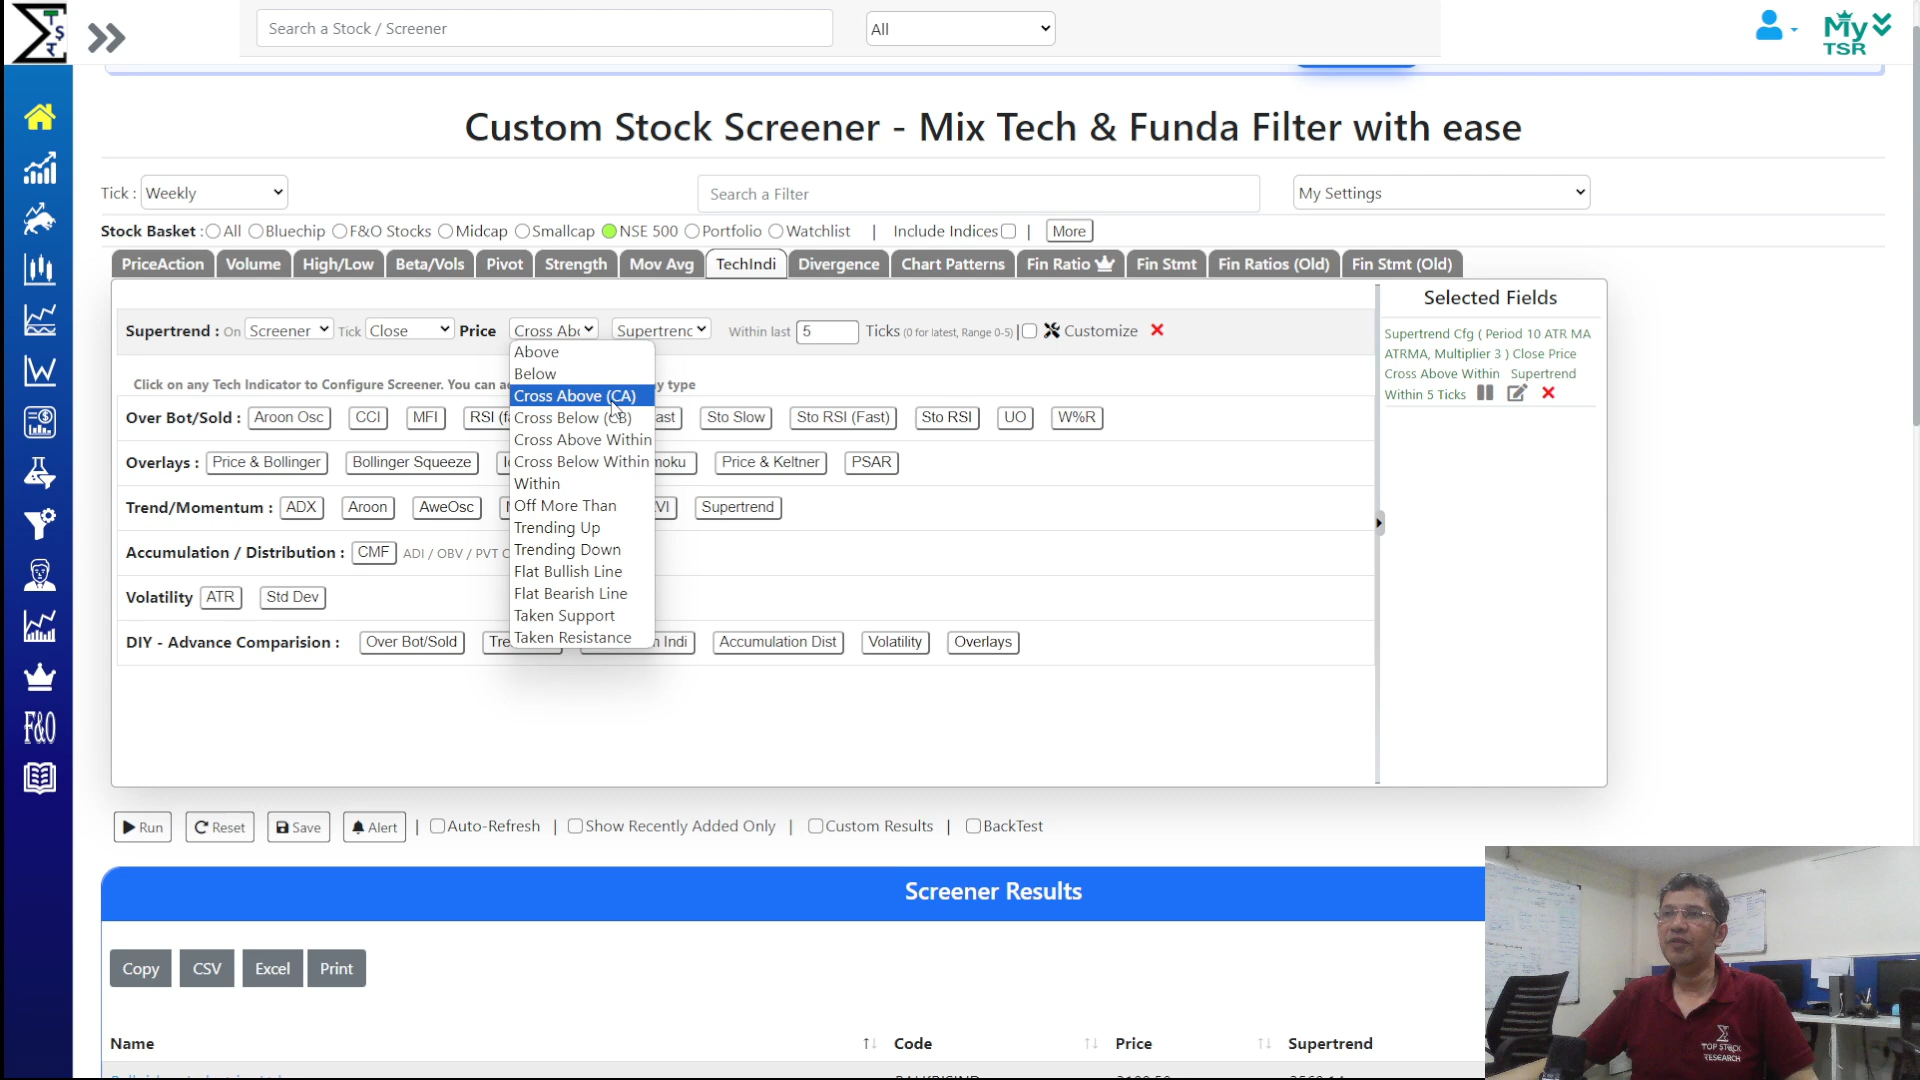 Search a Stock / Screener
All
My
TSR
Custom Stock Screener - Mix Tech & Funda Filter with ease
Tick : Weekly
Search a Filter
My Settings
Stock Basket : All Bluechip F&O Stocks Midcap Smallcap NSE 500 Portfolio Watchlist | Include Indices | More
PriceAction Volume High/Low Beta/Vols Pivot Strength Mov Avg TechIndi Divergence Chart Patterns Fin Ratio Fin Stmt Fin Ratios (Old) Fin Stmt (Old)
Selected Fields
Supertrend Cfg ( Period 10 ATR MA
ATRMA, Multiplier 3 ) Close Price
Cross Above Within Supertrend
Within 5 Ticks
Supertrend : On Screener Tick Close Price Cross Abo Supertrend Within last 5 Ticks (0 for latest, Range 0-5) | Customize
Above
Below
Cross Above (CA)
Cross Below (CB)
Cross Above Within
Cross Below Within
Within
Off More Than
Trending Up
Trending Down
Flat Bullish Line
Flat Bearish Line
Taken Support
Taken Resistance
Click on any Tech Indicator to Configure Screener. You can a y type
Over Bot/Sold : Aroon Osc CCI MFI RSI (f ast Sto Slow Sto RSI (Fast) Sto RSI UO W%R
Overlays : Price & Bollinger Bollinger Squeeze moku Price & Keltner PSAR
Trend/Momentum : ADX Aroon AweOsc VI Supertrend
Accumulation / Distribution : CMF ADI / OBV / PVT
Volatility ATR Std Dev
DIY - Advance Comparision : Over Bot/Sold Tre Indi Accumulation Dist Volatility Overlays
Run Reset Save Alert | Auto-Refresh | Show Recently Added Only | Custom Results | BackTest
Screener Results
Copy CSV Excel Print
Name Code Price Supertrend
F&O
TOP STOCK
RESEARCH